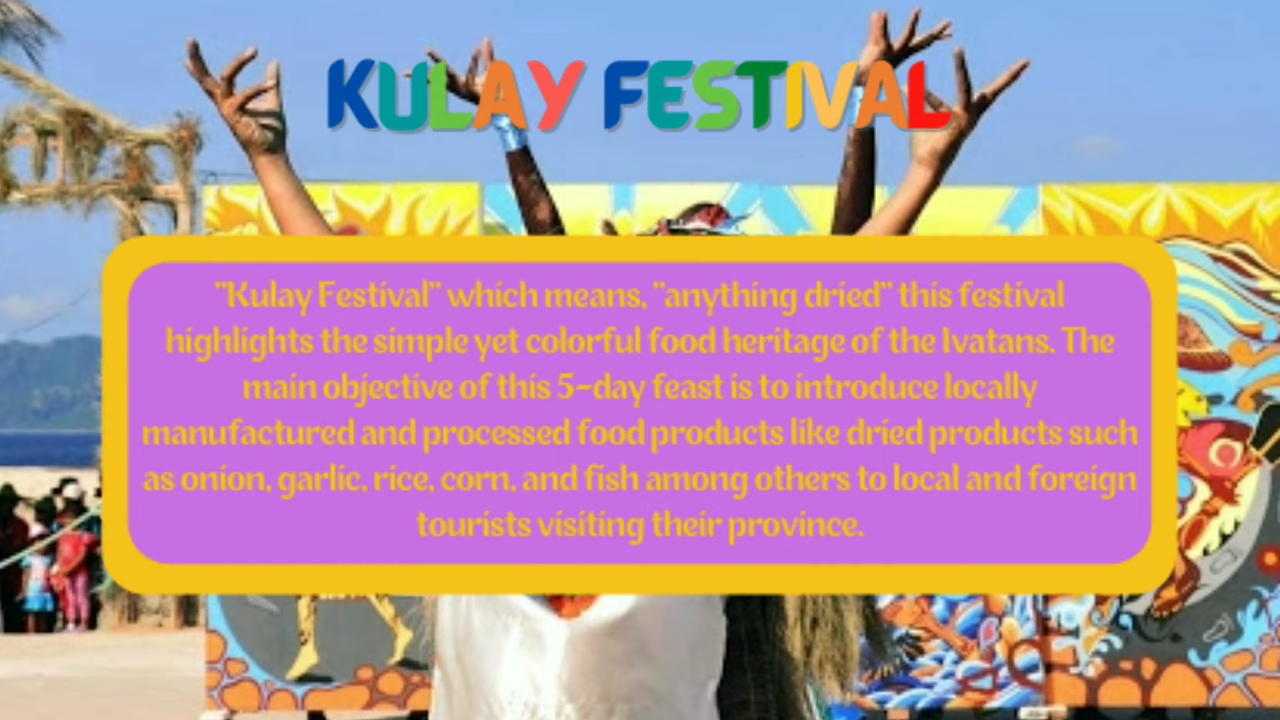 KULAY FESTIVAL
"Kulay Festival" which means, "anything dried" this festival
highlights the simple yet colorful food heritage of the Ivatans. The
main objective of this 5-day feast is to introduce locally
manufactured and processed food products like dried products such
as onion, garlic, rice, corn, and fish among others to local and foreign
tourists visiting their province.